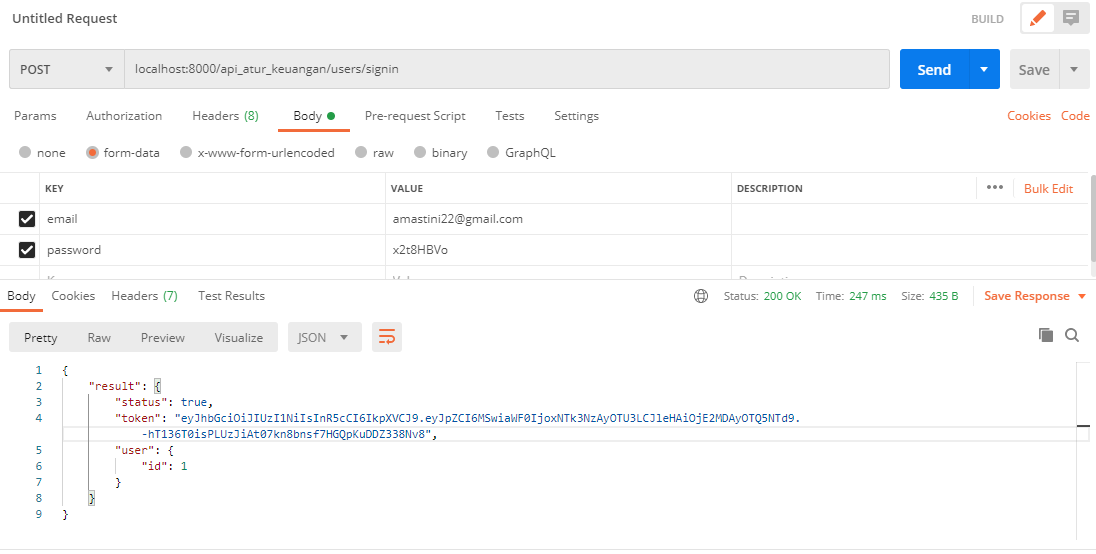 Untitled Request BUILD
POST localhost:8000/api_atur_keuangan/users/signin Send Save
Params Authorization Headers (8) Body Pre-request Script Tests Settings Cookies Code
none form-data x-www-form-urlencoded raw binary GraphQL
KEY VALUE DESCRIPTION ••• Bulk Edit
email amastini22@gmail.com
password x2t8HBVo
Body Cookies Headers (7) Test Results Status: 200 OK Time: 247 ms Size: 435 B Save Response
Pretty Raw Preview Visualize JSON
1 {
2 "result": {
3 "status": true,
4 "token": "eyJhbGciOiJIUzI1NiIsInR5cCI6IkpXVCJ9.eyJpZCI6MSwiaWF0IjoxNTk3NzAyOTU3LCJleHAiOjE2MDAyOTQ5NTd9.
-hT136T0isPLUzJiAt07kn8bnsf7HGQpKuDDZ338Nv8",
5 "user": {
6 "id": 1
7 }
8 }
9 }